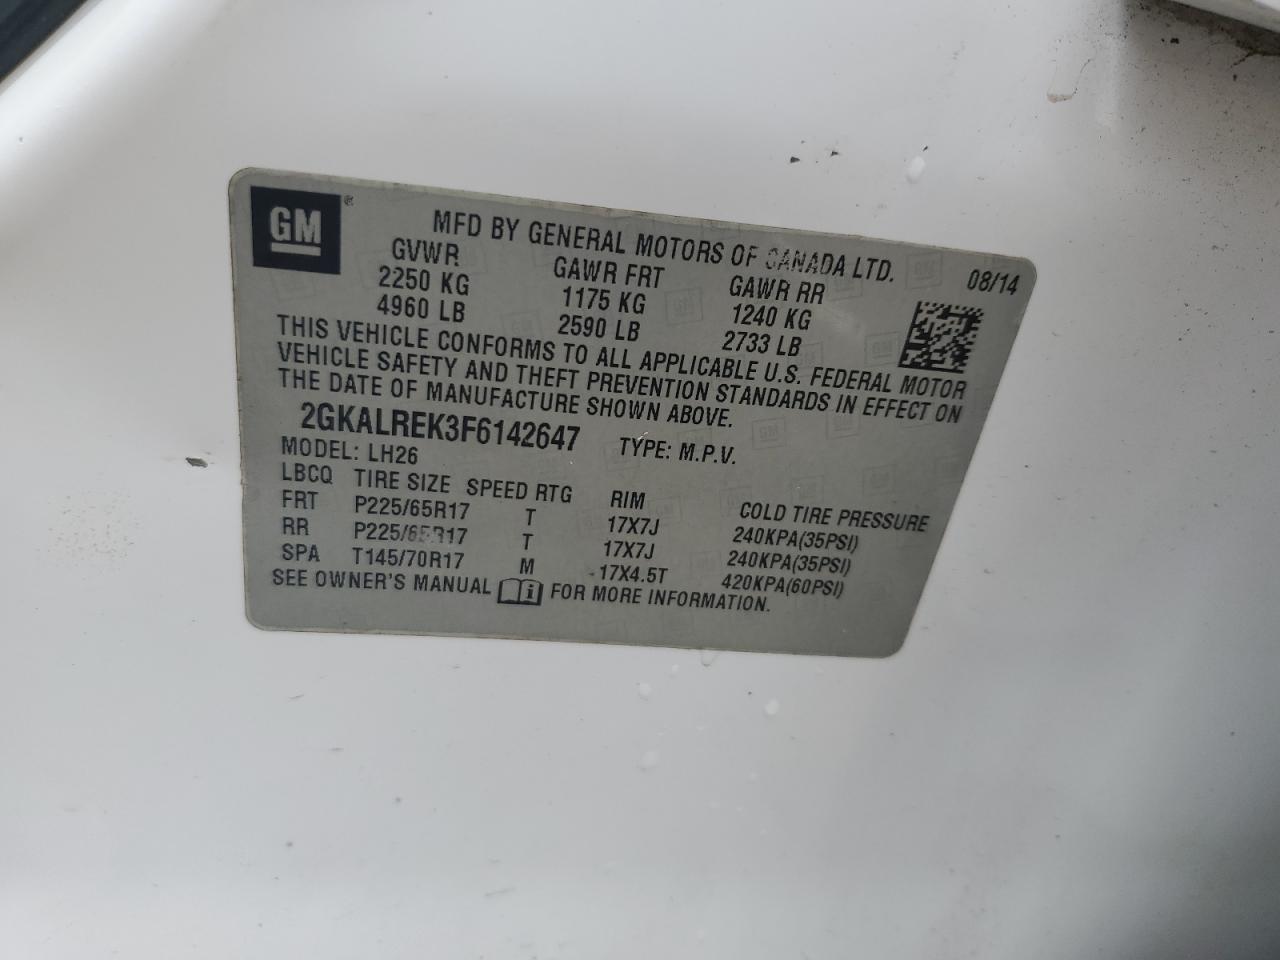 GM ®
MFD BY GENERAL MOTORS OF CANADA LTD.
08/14
GVWR GAWR FRT GAWR RR
2250 KG 1175 KG 1240 KG
4960 LB 2590 LB 2733 LB
THIS VEHICLE CONFORMS TO ALL APPLICABLE U.S. FEDERAL MOTOR
VEHICLE SAFETY AND THEFT PREVENTION STANDARDS IN EFFECT ON
THE DATE OF MANUFACTURE SHOWN ABOVE.
2GKALREK3F6142647 TYPE: M.P.V.
MODEL: LH26
LBCQ TIRE SIZE SPEED RTG RIM COLD TIRE PRESSURE
FRT P225/65R17 T 17X7J 240KPA(35PSI)
RR P225/65R17 T 17X7J 240KPA(35PSI)
SPA T145/70R17 M 17X4.5T 420KPA(60PSI)
SEE OWNER'S MANUAL i FOR MORE INFORMATION.